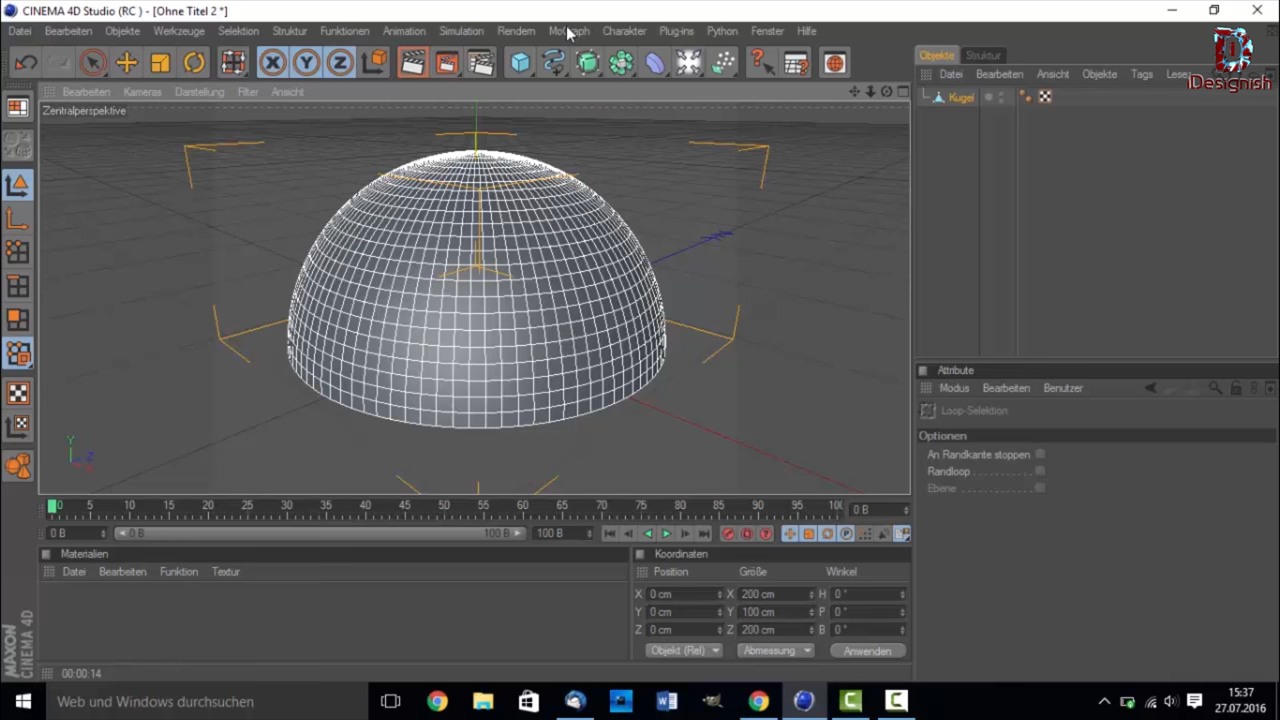 CINEMA 4D Studio (RC ) - [Ohne Titel 2 *]
Datei Bearbeiten Objekte Werkzeuge Selektion Struktur Funktionen Animation Simulation Rendern MoGraph Charakter Plug-ins Python Fenster Hilfe
X Y Z
Objekte Struktur
Datei Bearbeiten Ansicht Objekte Tags Lese
iDesignish
Bearbeiten Kameras Darstellung Filter Ansicht
Kugel
Zentralperspektive
Attribute
Modus Bearbeiten Benutzer
Loop-Selektion
Optionen
An Randkante stoppen
Randloop
Ebene
Y
Z
0 5 10 15 20 25 30 35 40 45 50 55 60 65 70 75 80 85 90 95 10 0 B
0 B 0 B 100 B 100 B
Materialien
Datei Bearbeiten Funktion Textur
Koordinaten
Position Größe Winkel
X 0 cm X 200 cm H 0 °
Y 0 cm Y 100 cm P 0 °
Z 0 cm Z 200 cm B 0 °
Objekt (Rel) Abmessung Anwenden
MAXON
CINEMA 4D
00:00:14
Web und Windows durchsuchen
15:37
27.07.2016